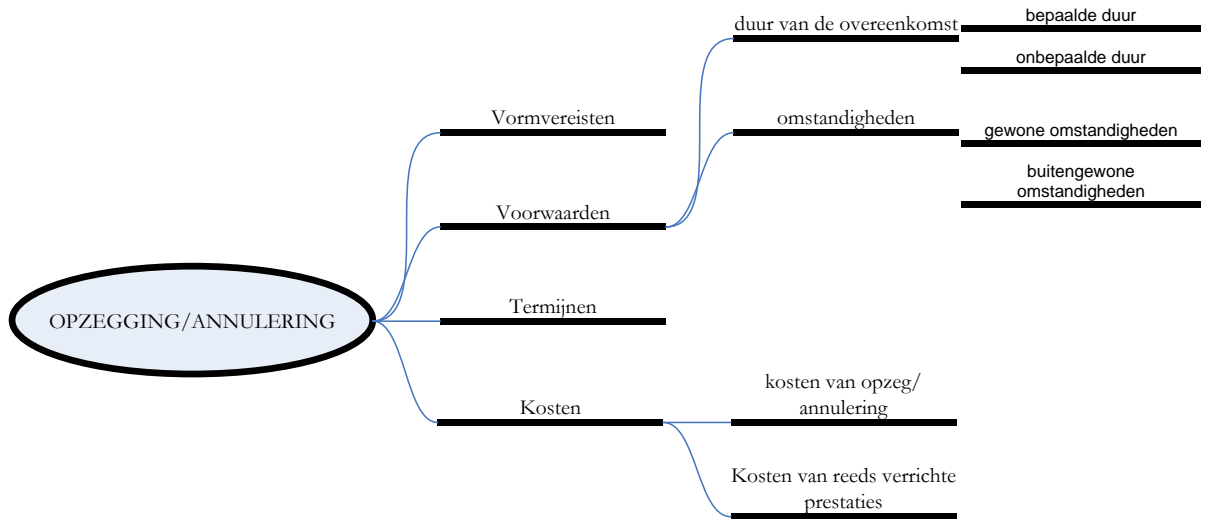 OPZEGGING/ANNULERING
Vormvereisten
Voorwaarden
duur van de overeenkomst
bepaalde duur
onbepaalde duur
omstandigheden
gewone omstandigheden
buitengewone
omstandigheden
Termijnen
Kosten
kosten van opzeg/
annulering
Kosten van reeds verrichte
prestaties